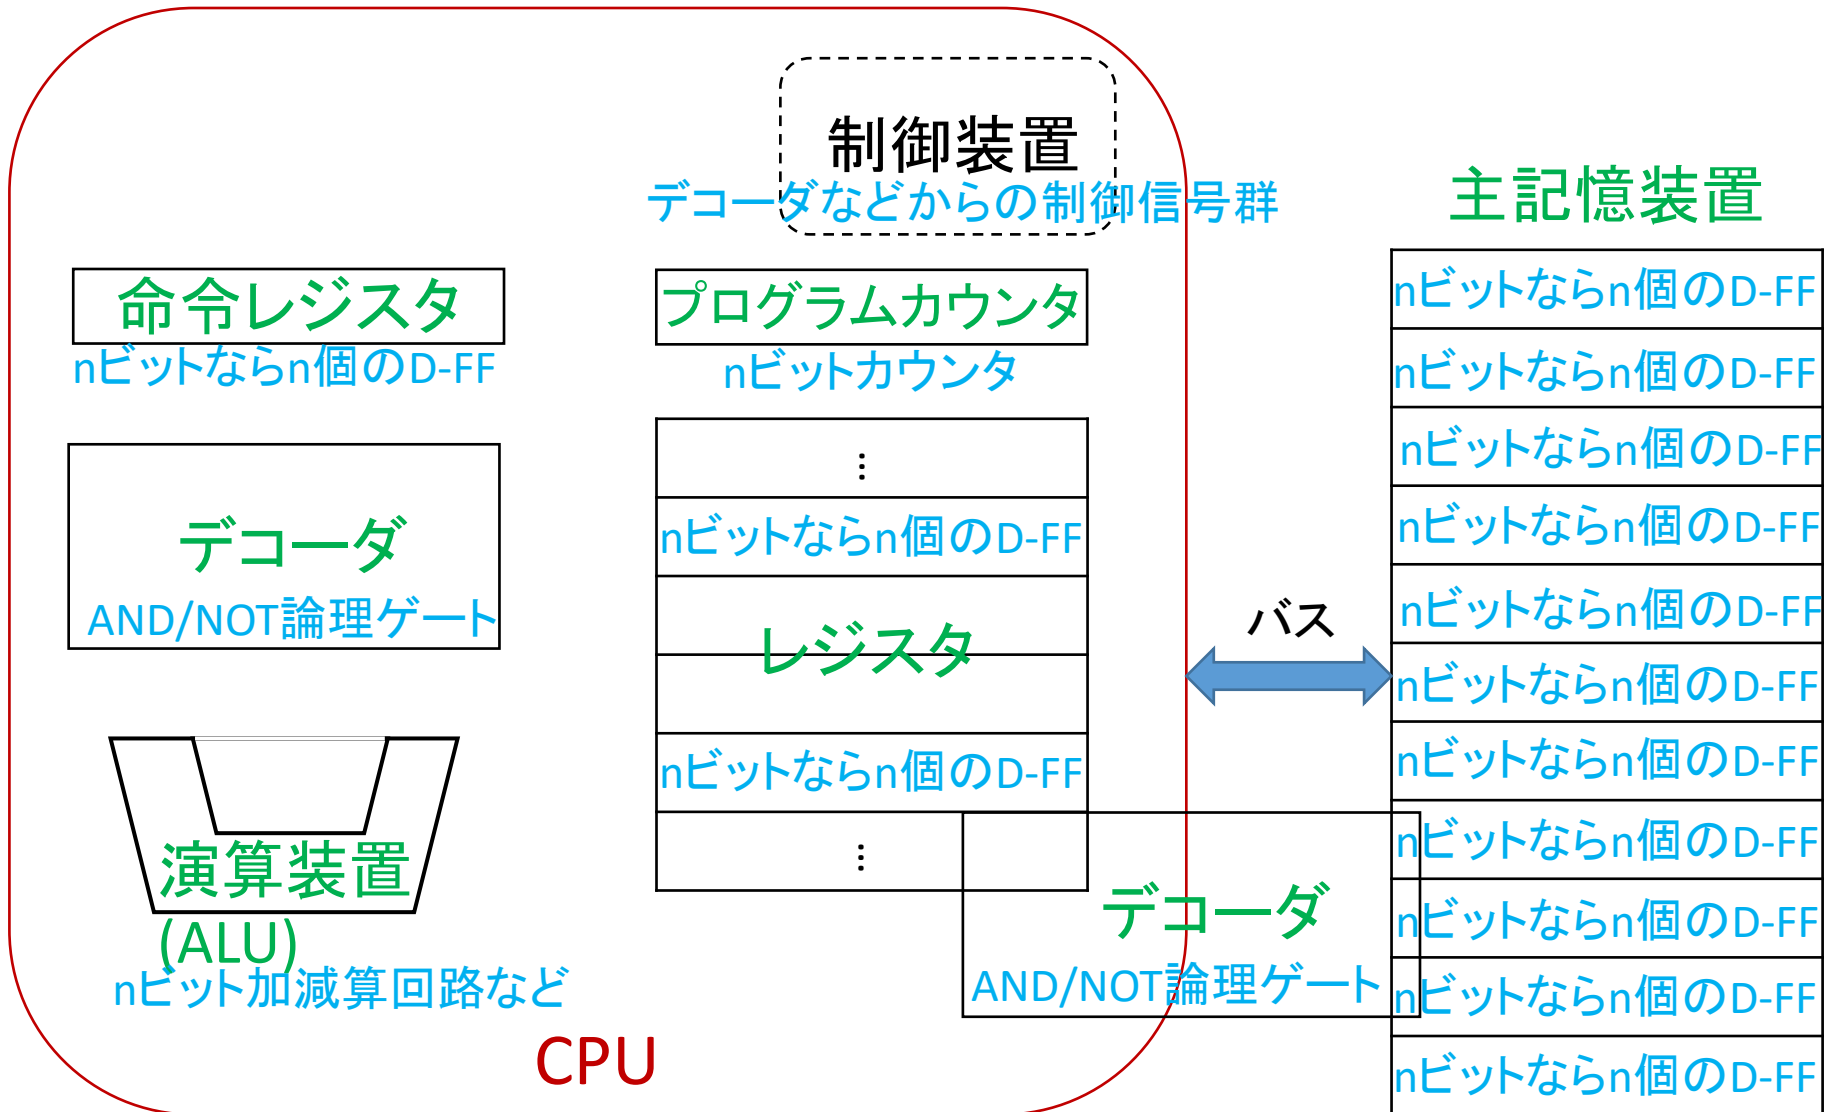 制御装置
デコーダなどからの制御信号群
命令レジスタ
nビットならn個のD-FF
プログラムカウンタ
nビットカウンタ
デコーダ
AND/NOT論理ゲート
…
nビットならn個のD-FF
レジスタ
nビットならn個のD-FF
…
演算装置
(ALU)
nビット加減算回路など
デコーダ
AND/NOT論理ゲート
CPU
バス
主記憶装置
nビットならn個のD-FF
nビットならn個のD-FF
nビットならn個のD-FF
nビットならn個のD-FF
nビットならn個のD-FF
nビットならn個のD-FF
nビットならn個のD-FF
nビットならn個のD-FF
nビットならn個のD-FF
nビットならn個のD-FF
nビットならn個のD-FF